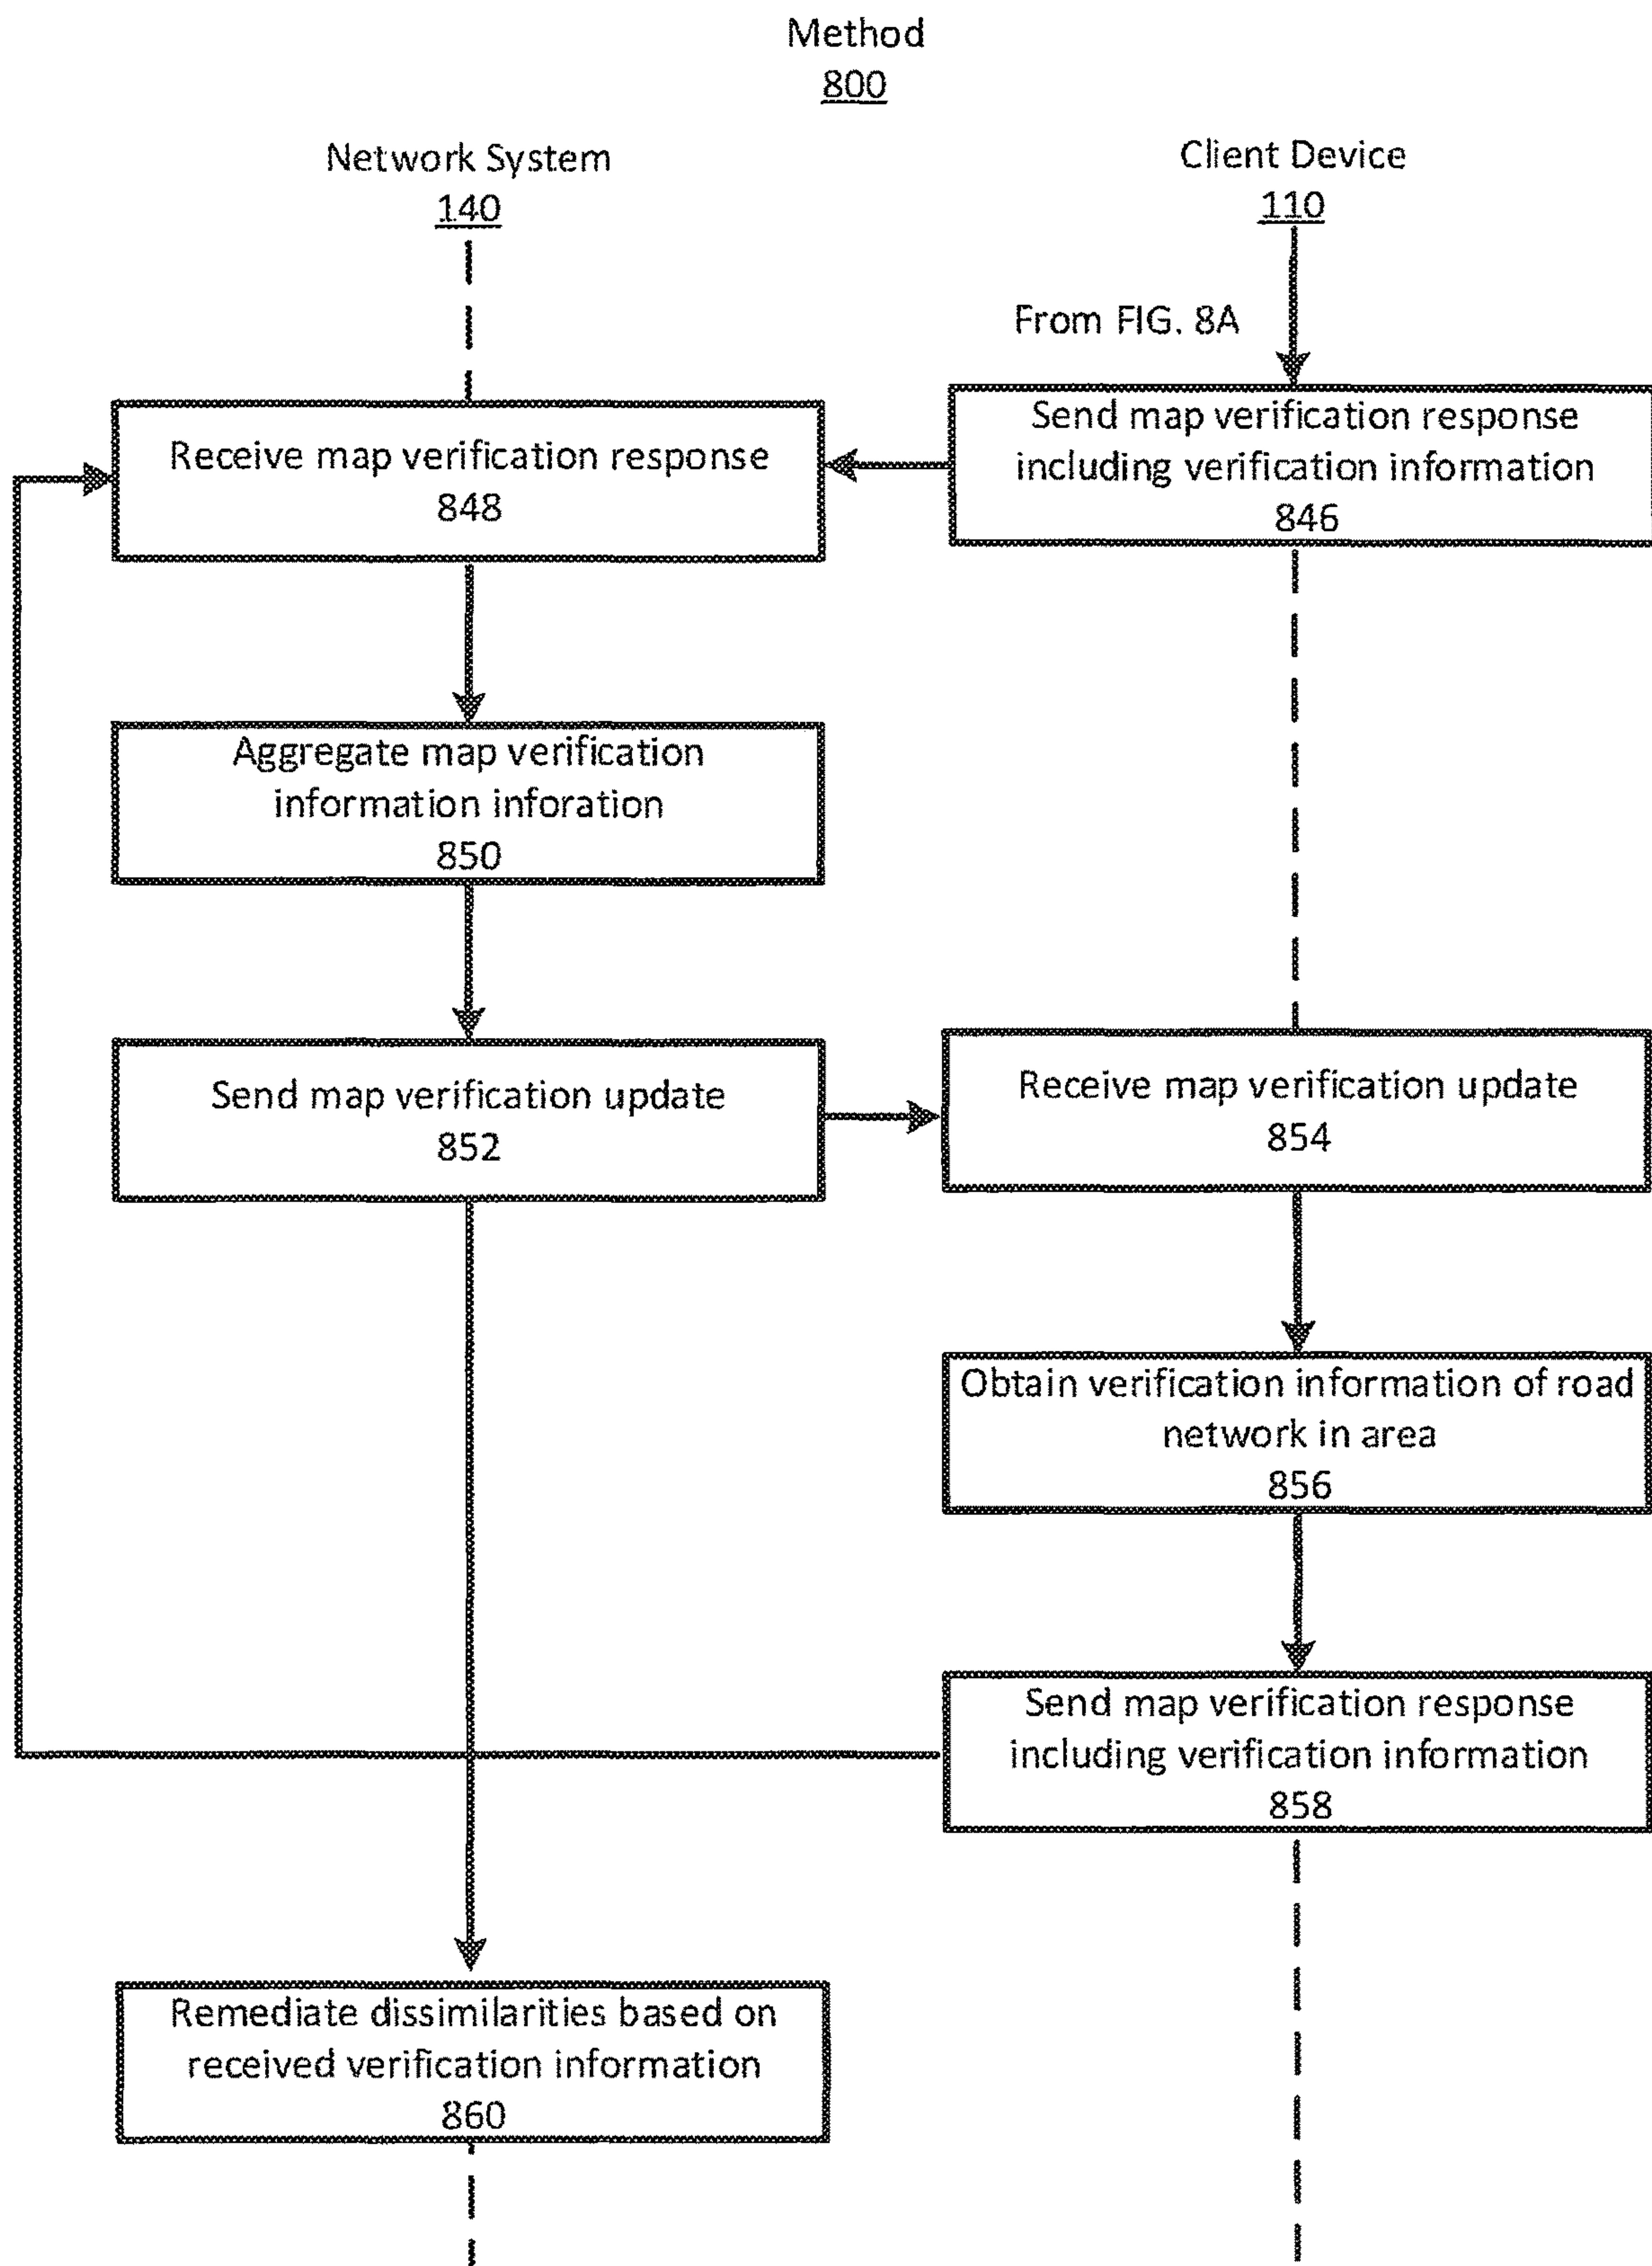 Method
800
Network System
140
Client Device
110
From FIG. 8A
Send map verification response
including verification information
846
Receive map verification response
848
Aggregate map verification
information inforation
850
Send map verification update
852
Receive map verification update
854
Obtain verification information of road
network in area
856
Send map verification response
including verification information
858
Remediate dissimilarities based on
received verification information
860